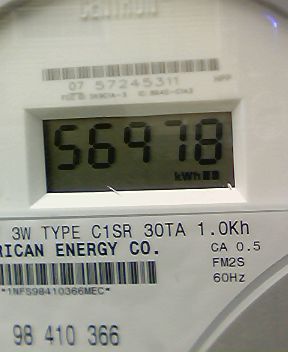 CENTRON
07 57245311
56978
kWh
3W TYPE C1SR 30TA 1.0Kh
RICAN ENERGY CO.
CA 0.5
FM2S
60Hz
*1NFS98410366MEC*
98 410 366